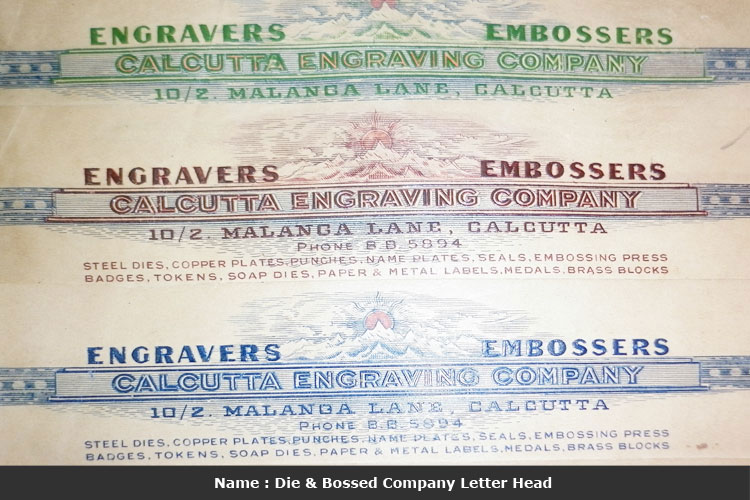 ENGRAVERS EMBOSSERS
CALCUTTA ENGRAVING COMPANY
10/2. MALANGA LANE, CALCUTTA
ENGRAVERS EMBOSSERS
CALCUTTA ENGRAVING COMPANY
10/2. MALANGA LANE, CALCUTTA
PHONE B.B. 5894
STEEL DIES, COPPER PLATES, PUNCHES, NAME PLATES, SEALS, EMBOSSING PRESS
BADGES, TOKENS, SOAP DIES, PAPER & METAL LABELS, MEDALS, BRASS BLOCKS
ENGRAVERS EMBOSSERS
CALCUTTA ENGRAVING COMPANY
10/2. MALANGA LANE, CALCUTTA
PHONE B.B. 5894
STEEL DIES, COPPER PLATES, PUNCHES, NAME PLATES, SEALS, EMBOSSING PRESS
BADGES, TOKENS, SOAP DIES, PAPER & METAL LABELS, MEDALS, BRASS BLOCKS
Name : Die & Bossed Company Letter Head